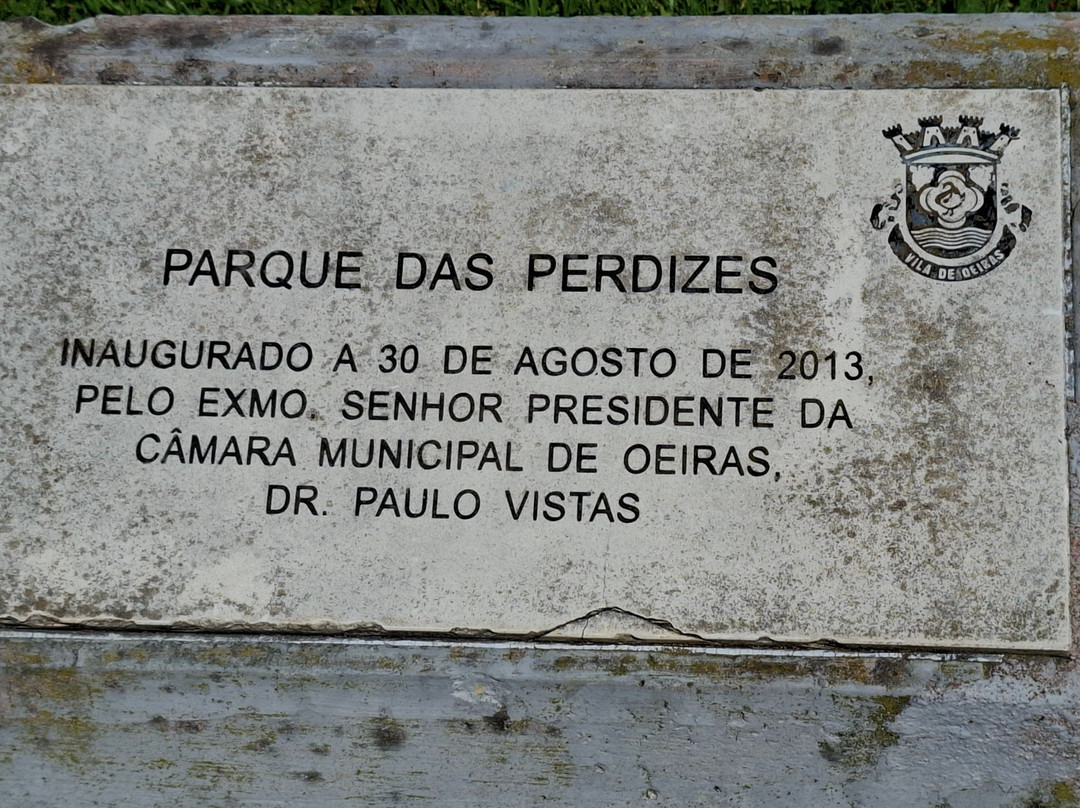 VILA DE OEIRAS
PARQUE DAS PERDIZES
INAUGURADO A 30 DE AGOSTO DE 2013,
PELO EXMO. SENHOR PRESIDENTE DA
CÂMARA MUNICIPAL DE OEIRAS,
DR. PAULO VISTAS